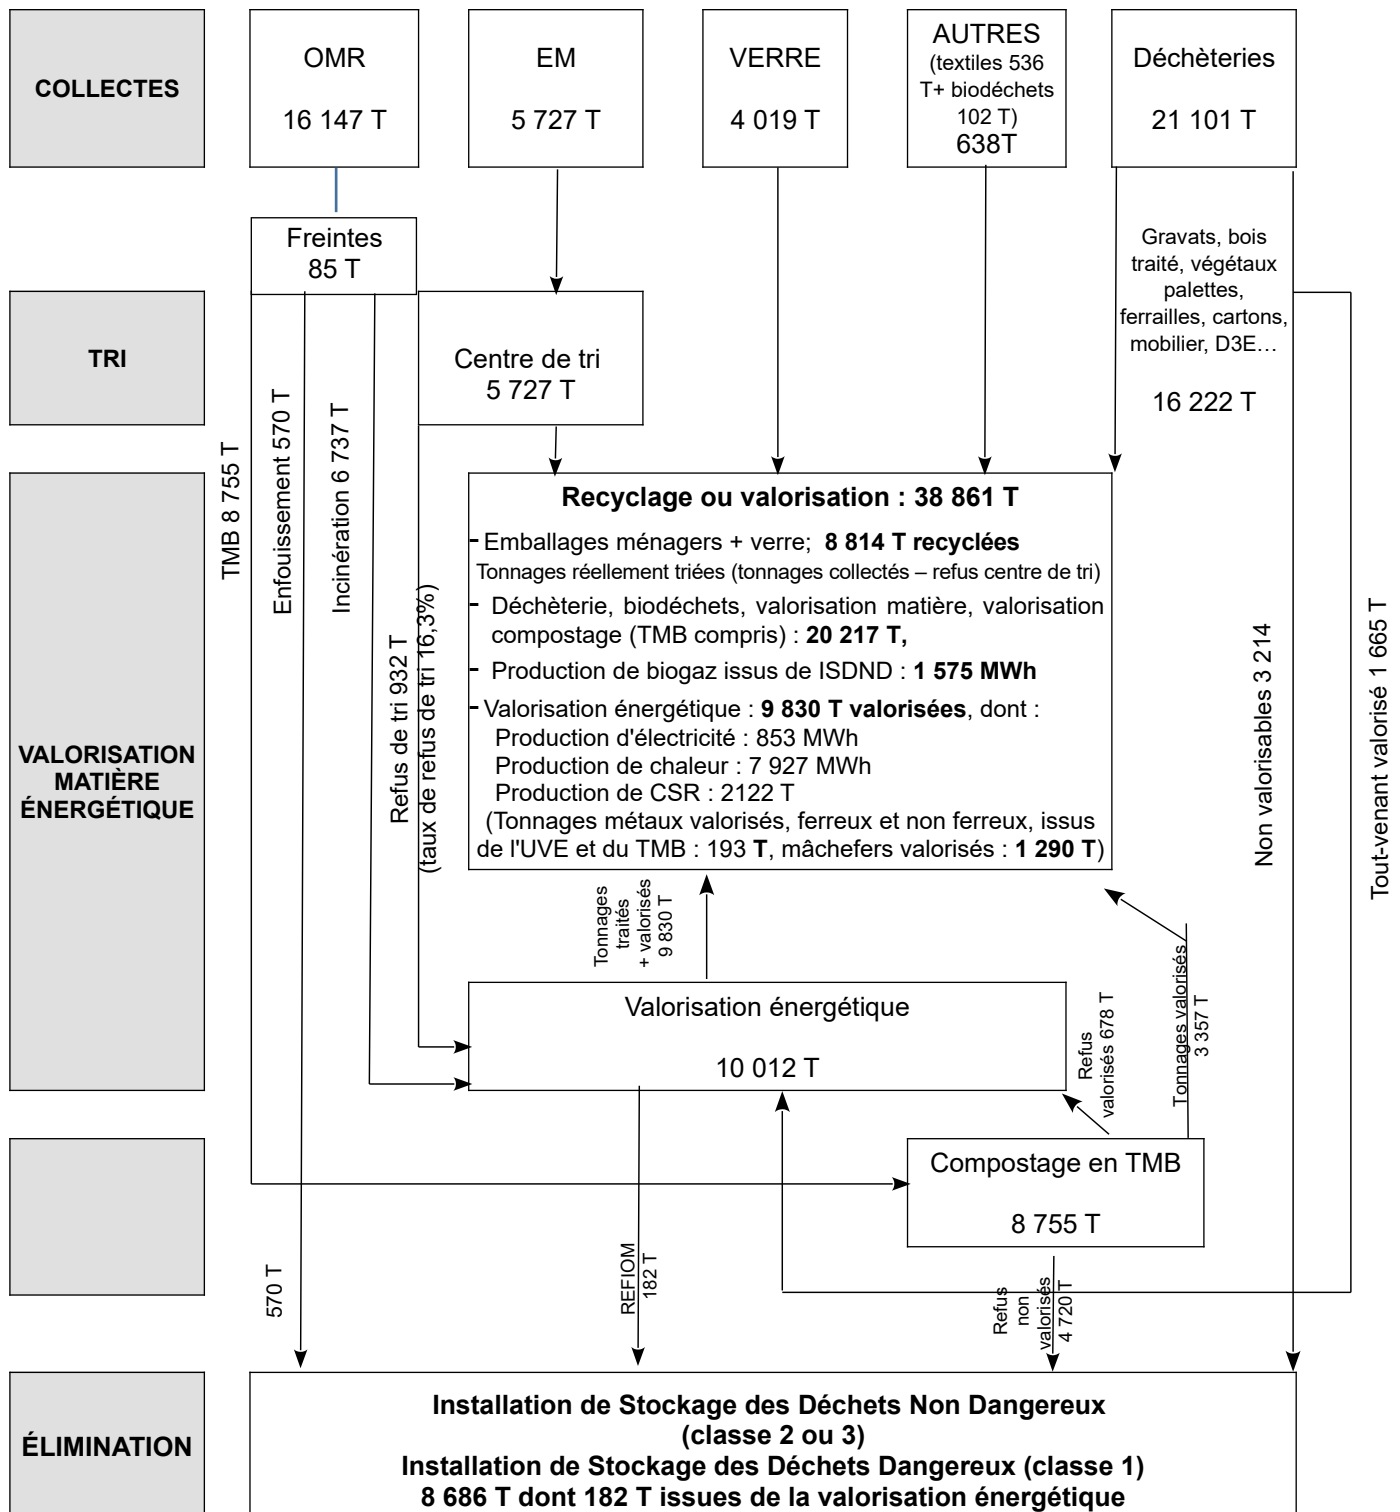 COLLECTES
OMR
16 147 T
EM
5 727 T
VERRE
4 019 T
AUTRES
(textiles 536
T+ biodéchets
102 T)
638T
Déchèteries
21 101 T
Freintes
85 T
Gravats, bois
traité, végétaux
palettes,
ferrailles, cartons,
mobilier, D3E…
16 222 T
TRI
Centre de tri
5 727 T
TMB 8 755 T
Enfouissement 570 T
Incinération 6 737 T
Refus de tri 932 T
(taux de refus de tri 16,3%)
VALORISATION
MATIÈRE
ÉNERGÉTIQUE
Recyclage ou valorisation : 38 861 T
- Emballages ménagers + verre; 8 814 T recyclées
Tonnages réellement triées (tonnages collectés – refus centre de tri)
- Déchèterie, biodéchets, valorisation matière, valorisation
compostage (TMB compris) : 20 217 T,
- Production de biogaz issus de ISDND : 1 575 MWh
- Valorisation énergétique : 9 830 T valorisées, dont :
Production d'électricité : 853 MWh
Production de chaleur : 7 927 MWh
Production de CSR : 2122 T
(Tonnages métaux valorisés, ferreux et non ferreux, issus
de l'UVE et du TMB : 193 T, mâchefers valorisés : 1 290 T)
Non valorisables 3 214
Tout-venant valorisé 1 665 T
Tonnages
traités
+ valorisés
9 830 T
Valorisation énergétique
10 012 T
Refus
valorisés 678 T
Tonnages valorisés
3 357 T
Compostage en TMB
8 755 T
570 T
REFIOM
182 T
Refus
non
valorisés
4 720 T
ÉLIMINATION
Installation de Stockage des Déchets Non Dangereux
(classe 2 ou 3)
Installation de Stockage des Déchets Dangereux (classe 1)
8 686 T dont 182 T issues de la valorisation énergétique